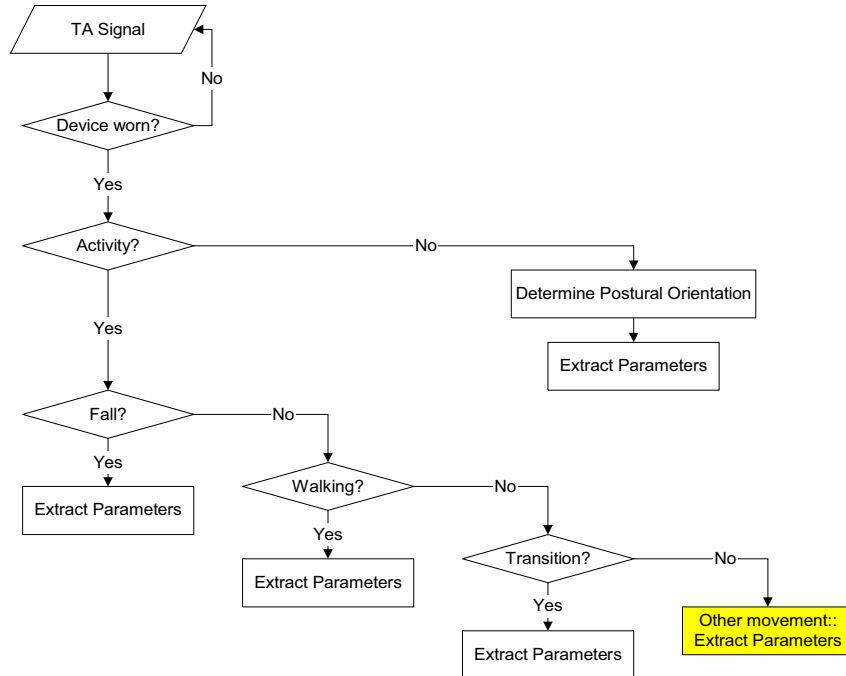 TA Signal
No
Device worn?
Yes
Activity?
No
Determine Postural Orientation
Yes
Extract Parameters
Fall?
No
Yes
Walking?
No
Extract Parameters
Yes
Transition?
No
Extract Parameters
Yes
Other movement::
Extract Parameters
Extract Parameters